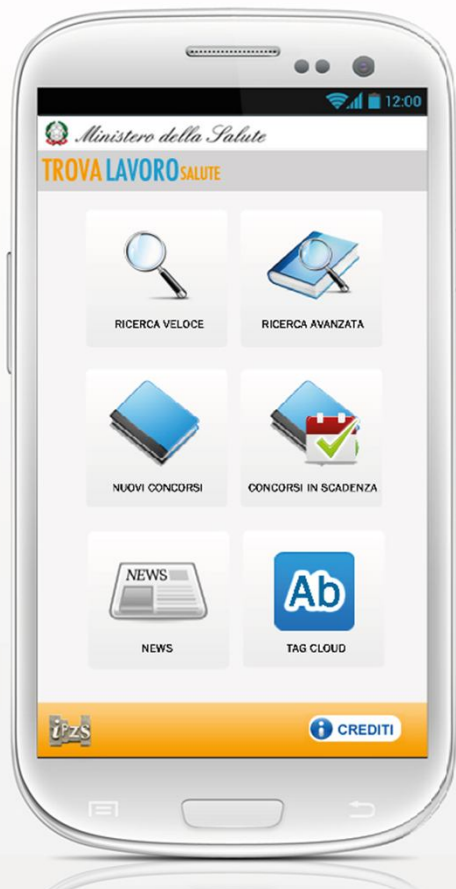 12:00
Ministero della Salute
TROVA LAVORO SALUTE
RICERCA VELOCE
RICERCA AVANZATA
NUOVI CONCORSI
CONCORSI IN SCADENZA
NEWS
Ab
NEWS
TAG CLOUD
iPZS
i CREDITI